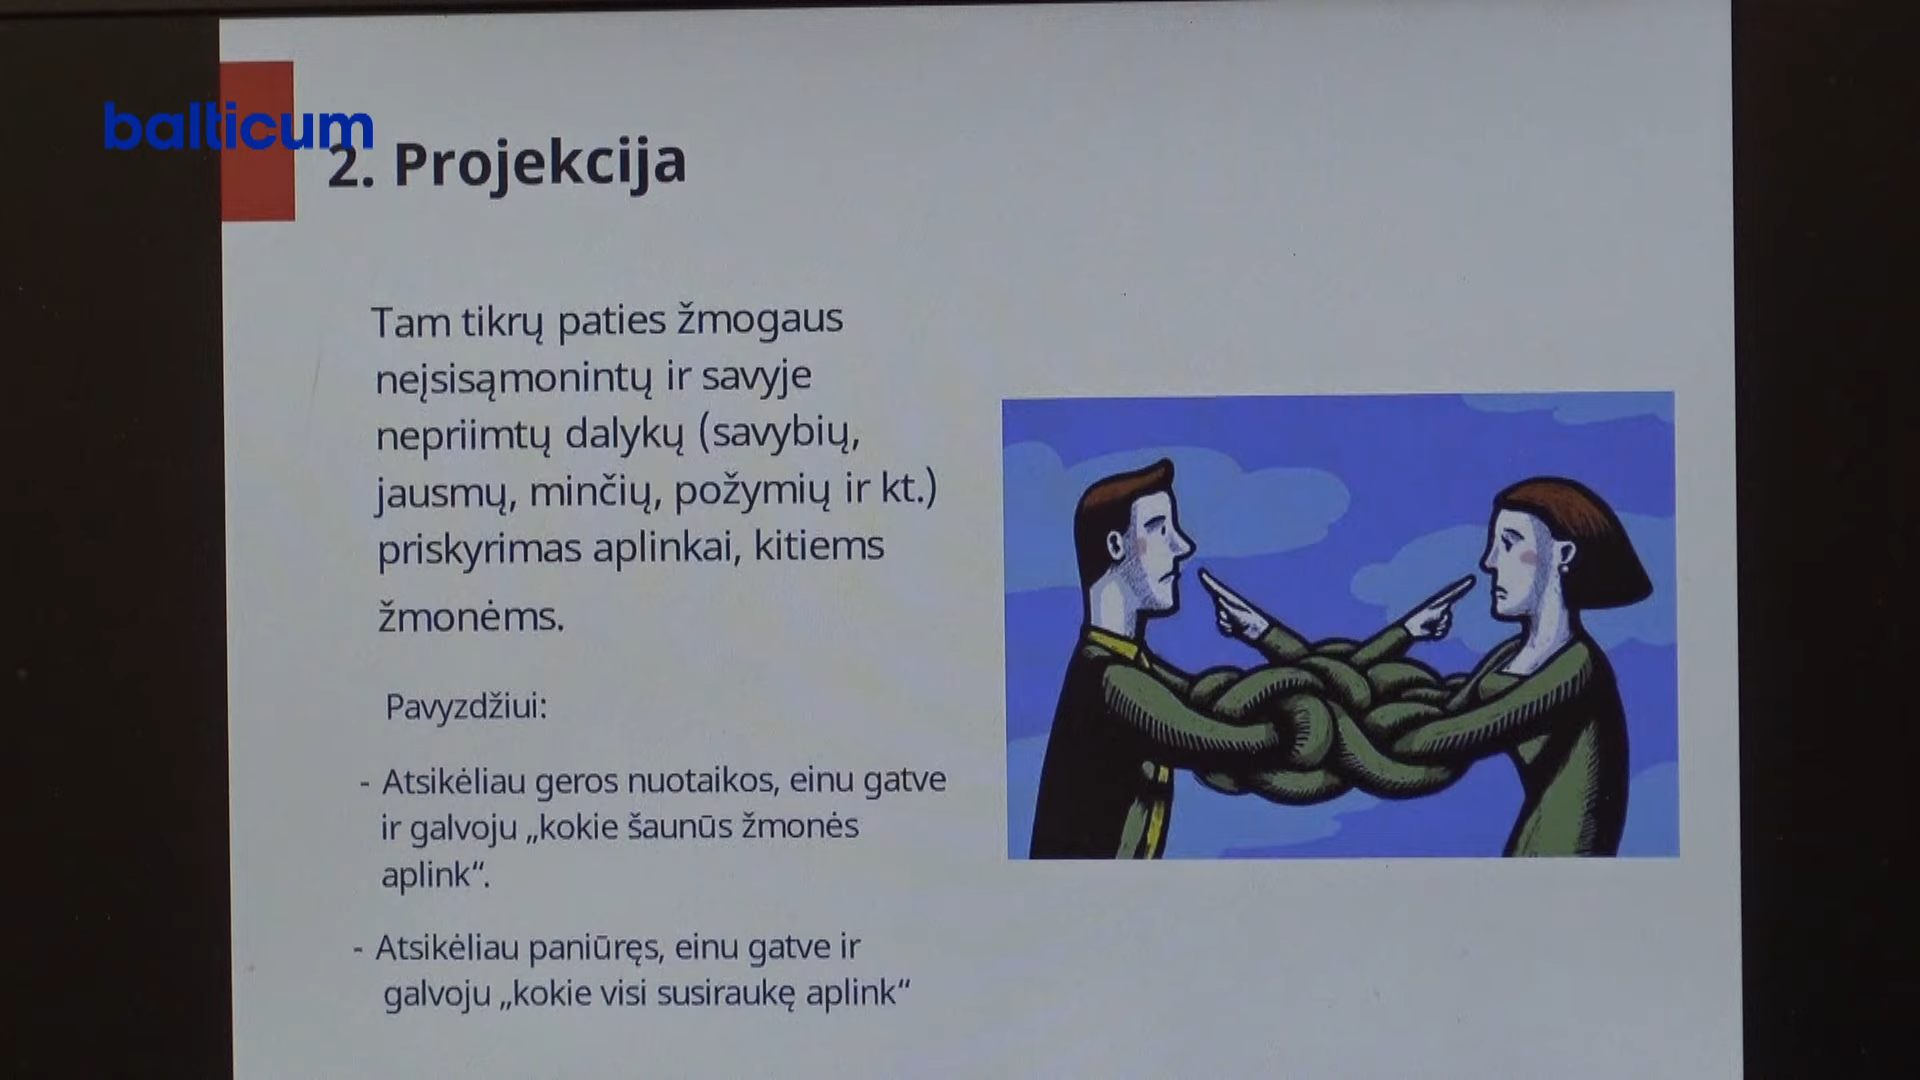 balticum
2. Projekcija
Tam tikrų paties žmogaus
neįsisąmonintų ir savyje
nepriimtų dalykų (savybių,
jausmų, minčių, požymių ir kt.)
priskyrimas aplinkai, kitiems
žmonėms.
Pavyzdžiui:
- Atsikėliau geros nuotaikos, einu gatve
ir galvoju „kokie šaunūs žmonės
aplink“.
- Atsikėliau paniūręs, einu gatve ir
galvoju „kokie visi susiraukę aplink“